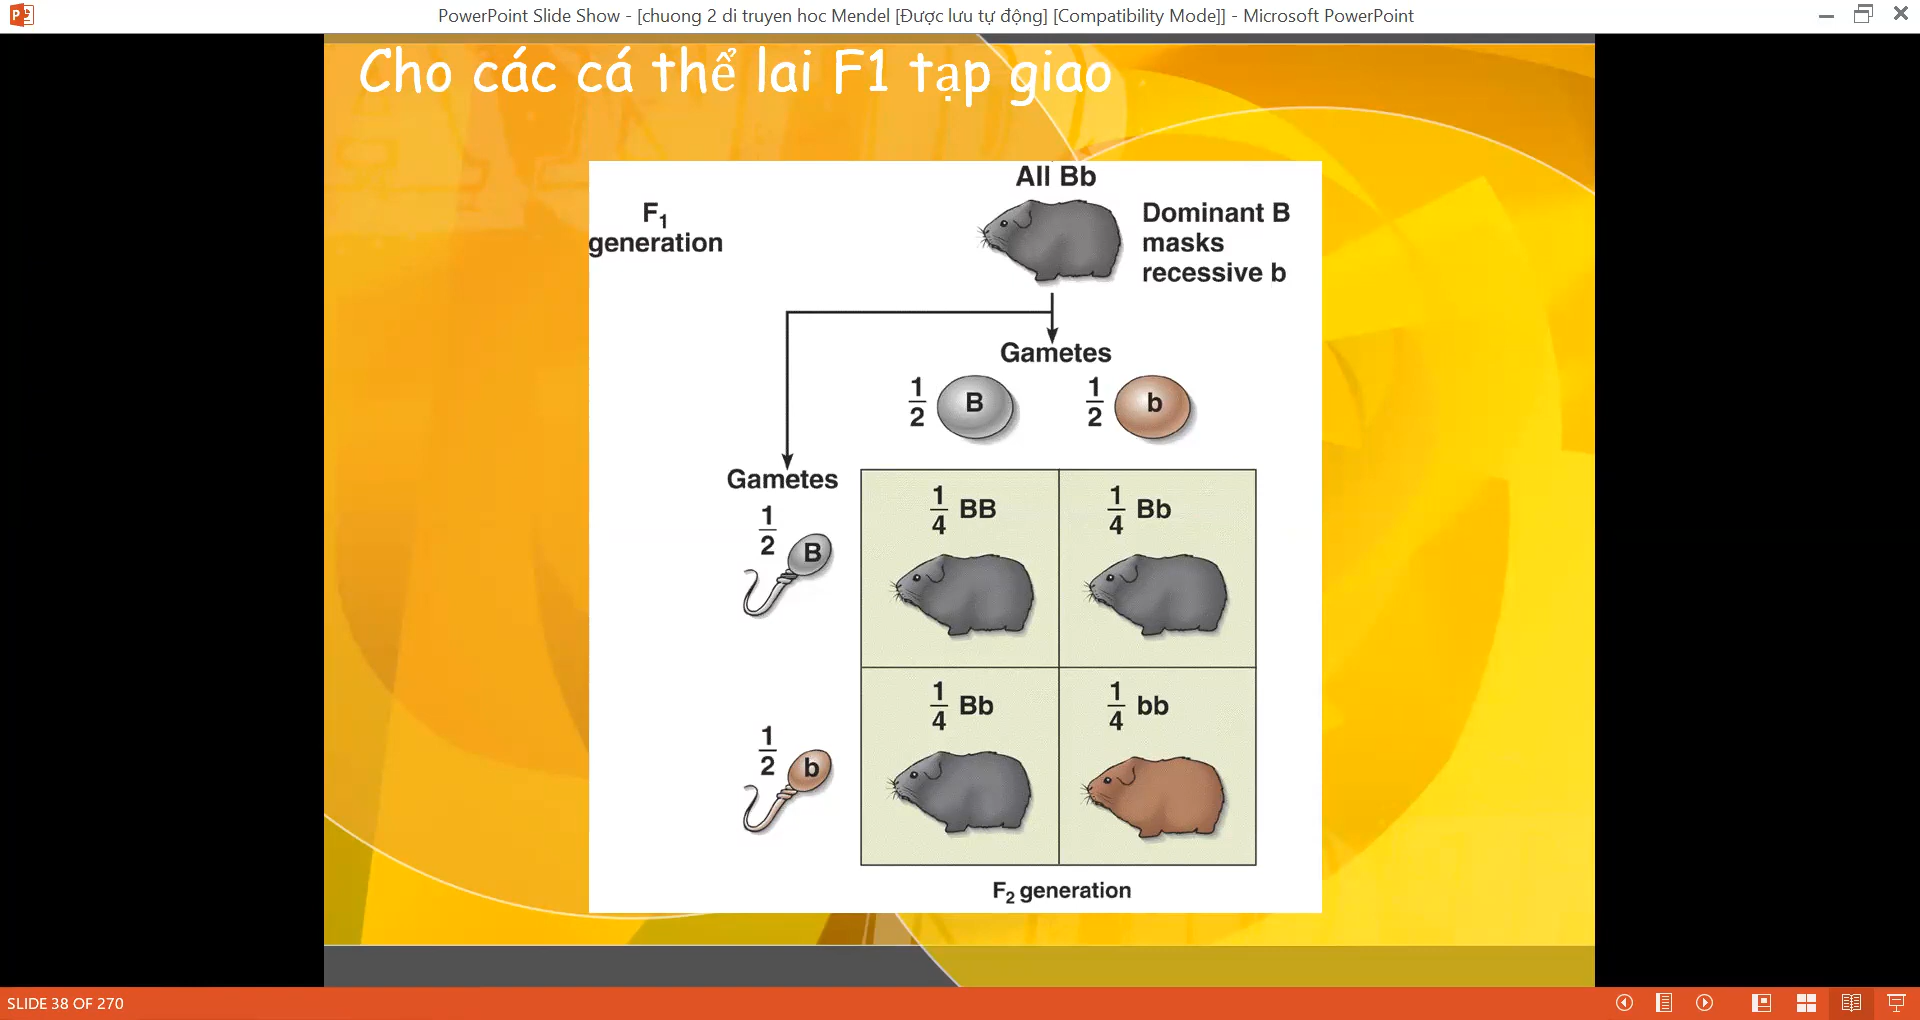 PowerPoint Slide Show - [chuong 2 di truyen hoc Mendel [Được lưu tự động] [Compatibility Mode]] - Microsoft PowerPoint
Cho các cá thể lai F1 tạp giao
All Bb
F1
generation
Dominant B
masks
recessive b
Gametes
1/2 B 1/2 b
Gametes
1/2 B
1/4 BB 1/4 Bb
1/2 b
1/4 Bb 1/4 bb
F2 generation
SLIDE 38 OF 270